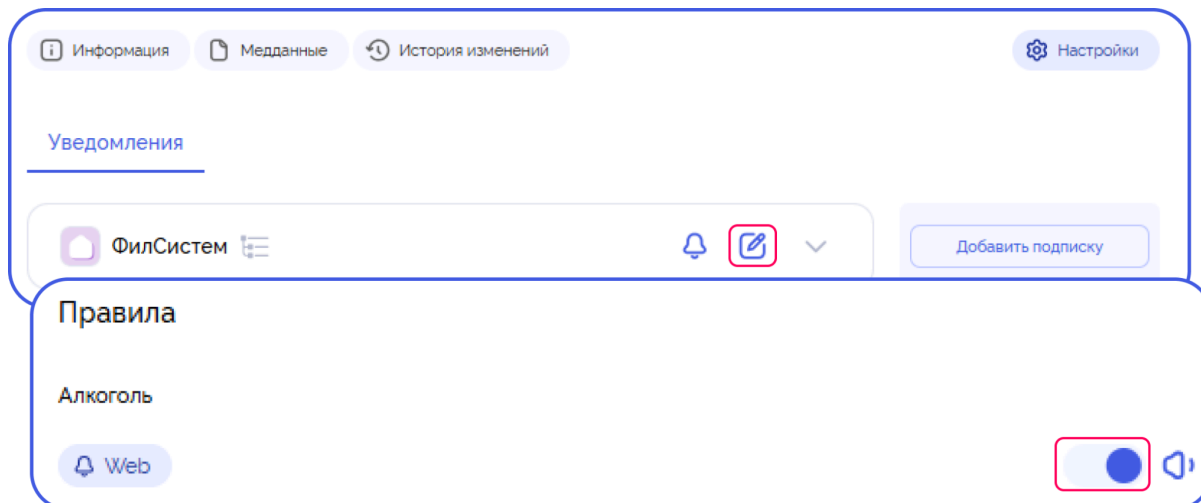 Информация Медданные История изменений Настройки
Уведомления
ФилСистем Добавить подписку
Правила
Алкоголь
Web